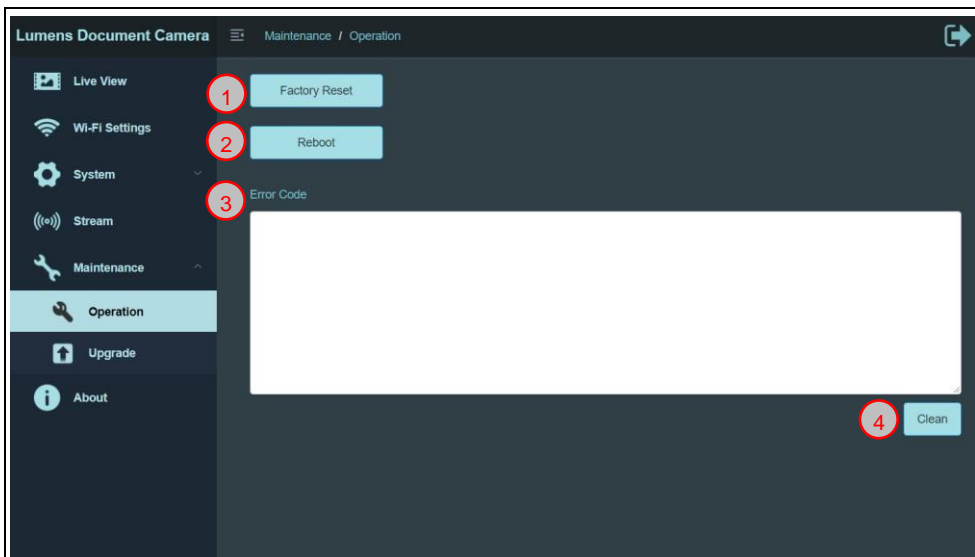 Lumens Document Camera
Maintenance / Operation
Live View
Wi-Fi Settings
System
Stream
Maintenance
Operation
Upgrade
About
1
Factory Reset
2
Reboot
3
Error Code
4
Clean